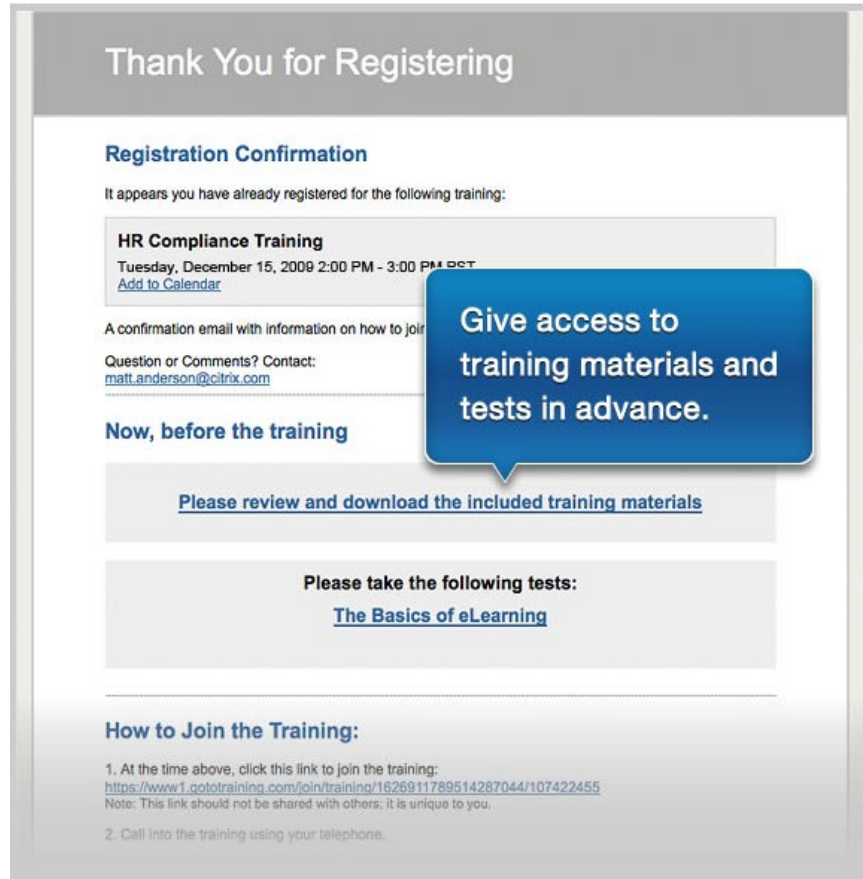 Thank You for Registering
Registration Confirmation
It appears you have already registered for the following training:
HR Compliance Training
Tuesday, December 15, 2009 2:00 PM - 3:00 PM PST
Add to Calendar
A confirmation email with information on how to join
Question or Comments? Contact:
matt.anderson@citrix.com
Give access to
training materials and
tests in advance.
Now, before the training
Please review and download the included training materials
Please take the following tests:
The Basics of eLearning
How to Join the Training:
1. At the time above, click this link to join the training:
https://www1.gototraining.com/join/training/1626911789514287044/107422455
Note: This link should not be shared with others; it is unique to you.
2. Call into the training using your telephone.